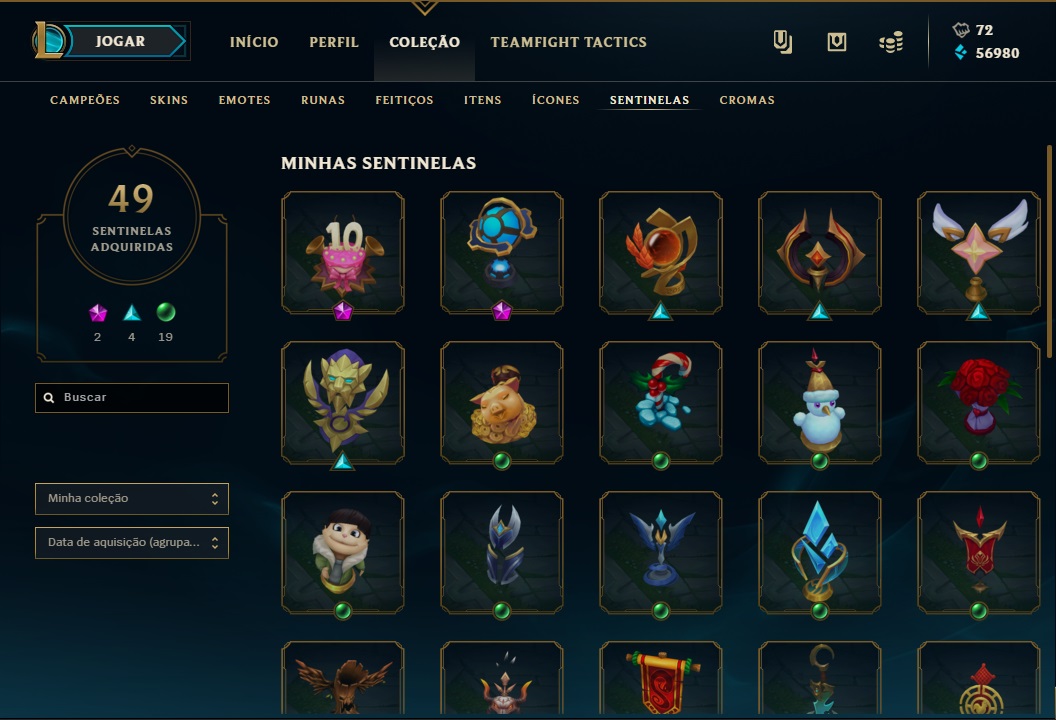 JOGAR
INÍCIO
PERFIL
COLEÇÃO
TEAMFIGHT TACTICS
72
56980
CAMPEÕES
SKINS
EMOTES
RUNAS
FEITIÇOS
ITENS
ÍCONES
SENTINELAS
CROMAS
49
SENTINELAS
ADQUIRIDAS
2
4
19
Buscar
Minha coleção
Data de aquisição (agrupa...
MINHAS SENTINELAS
10